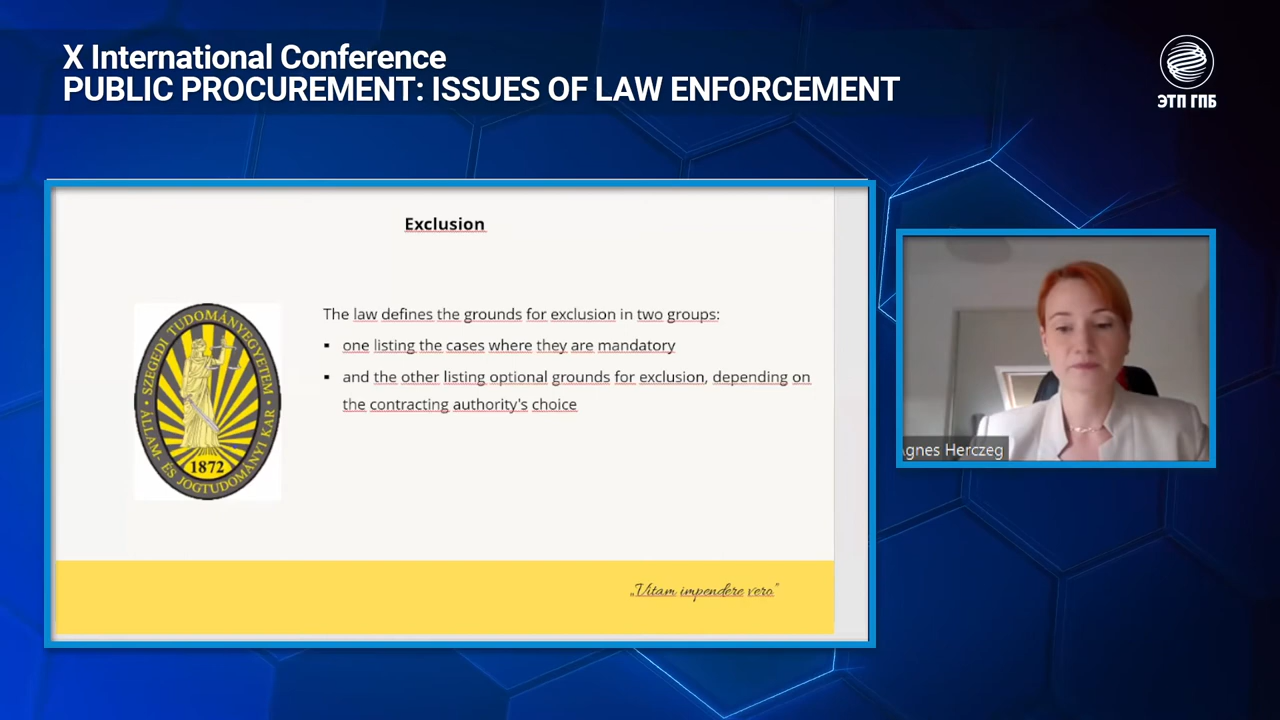 X International Conference
PUBLIC PROCUREMENT: ISSUES OF LAW ENFORCEMENT
ЭТП ГПБ
Exclusion
The law defines the grounds for exclusion in two groups:
▪ one listing the cases where they are mandatory
▪ and the other listing optional grounds for exclusion, depending on
the contracting authority's choice
SZEGEDI TUDOMÁNYEGYETEM
ÁLLAM- ÉS JOGTUDOMÁNYI KAR
1872
„Vitam impendere vero”
Agnes Herczeg